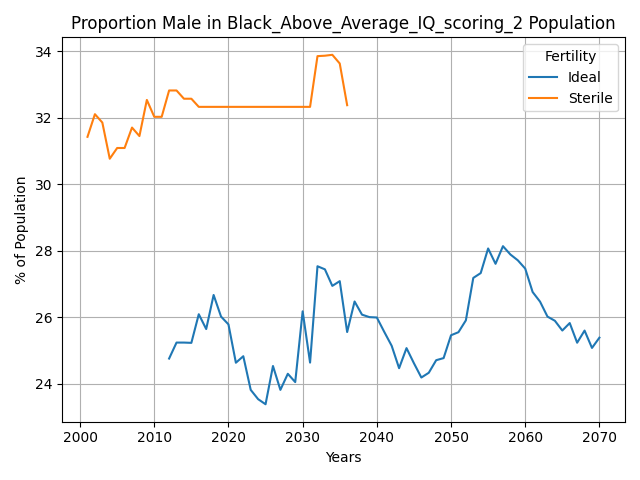 Proportion Male in Black_Above_Average_IQ_scoring_2 Population
% of Population
34
32
30
28
26
24
Fertility
Ideal
Sterile
2000 2010 2020 2030 2040 2050 2060 2070
Years